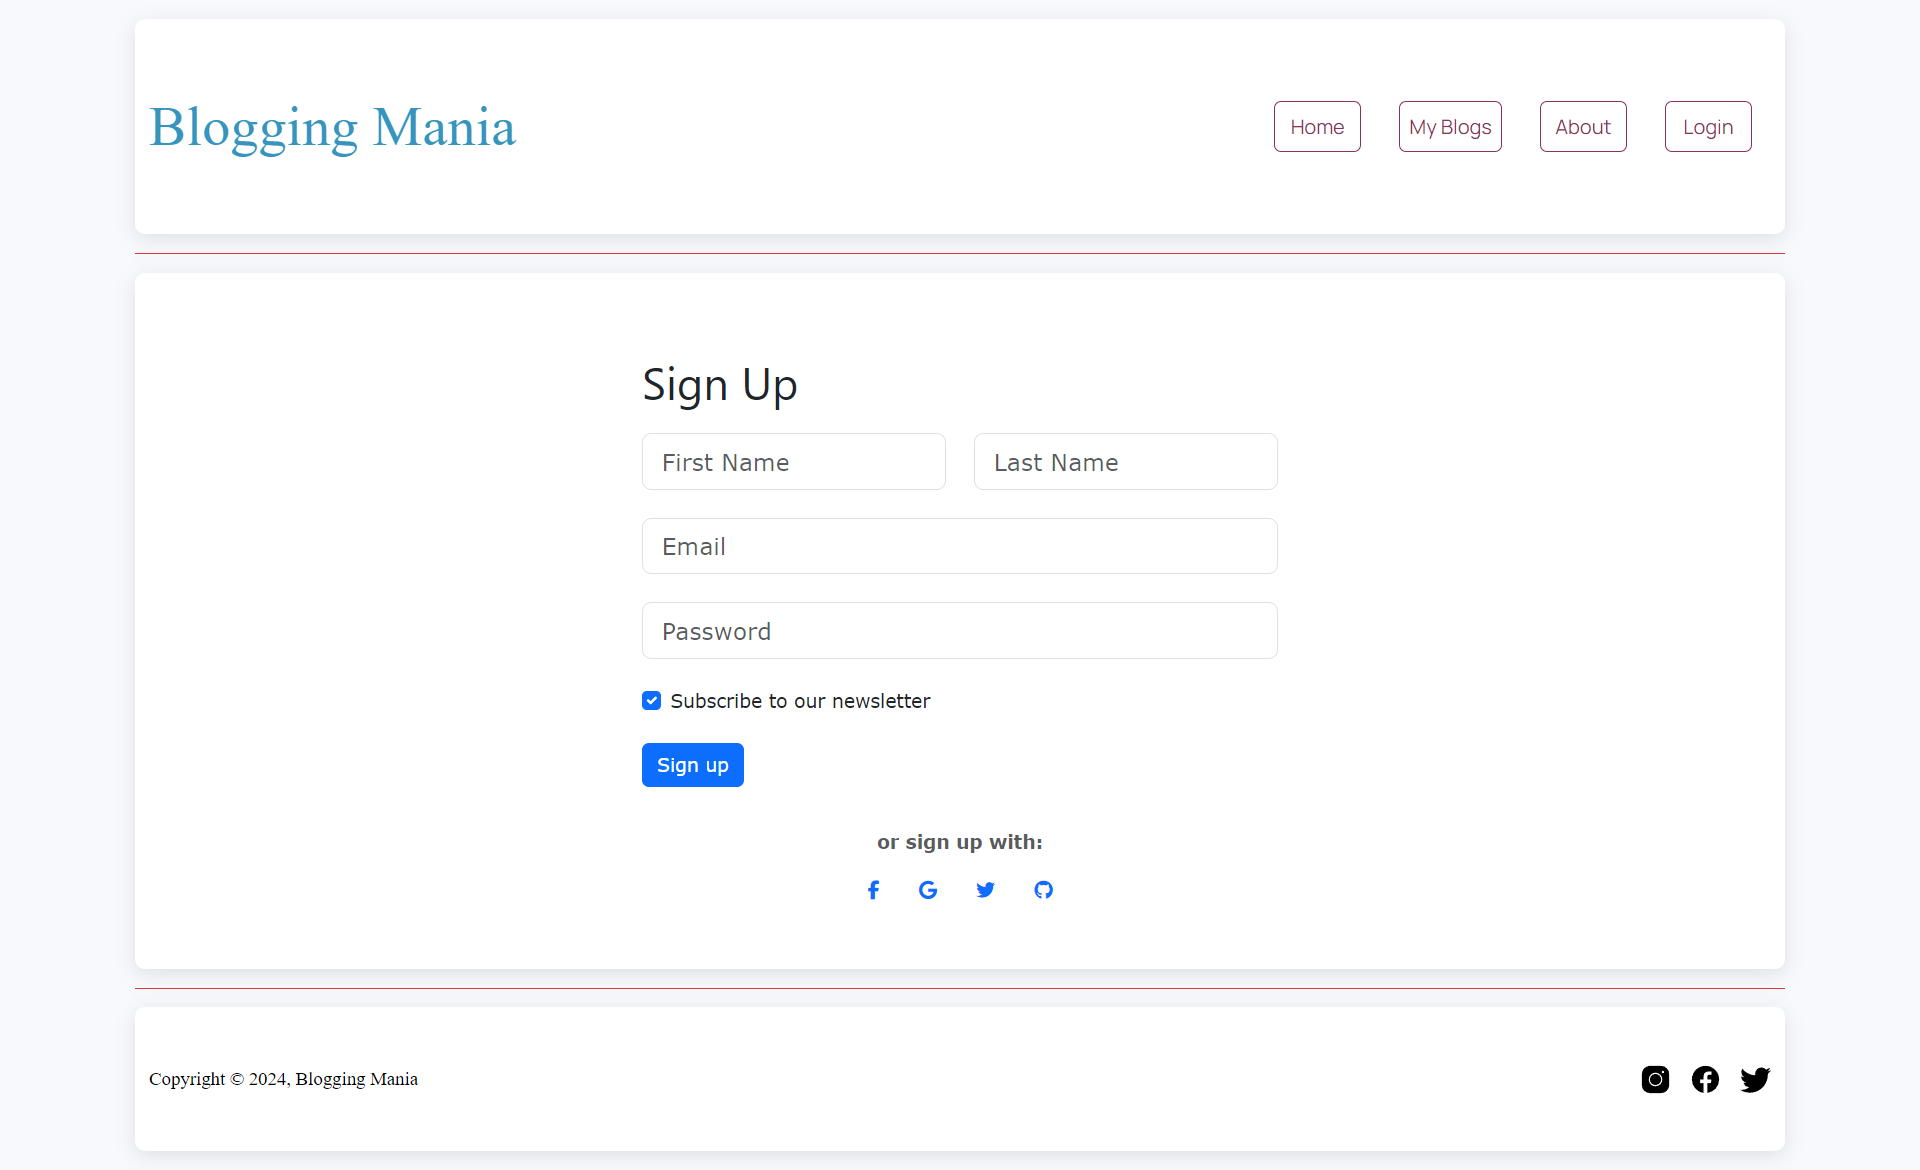 Blogging Mania
Home My Blogs About Login
Sign Up
First Name Last Name
Email
Password
Subscribe to our newsletter
Sign up
or sign up with:
Copyright © 2024, Blogging Mania